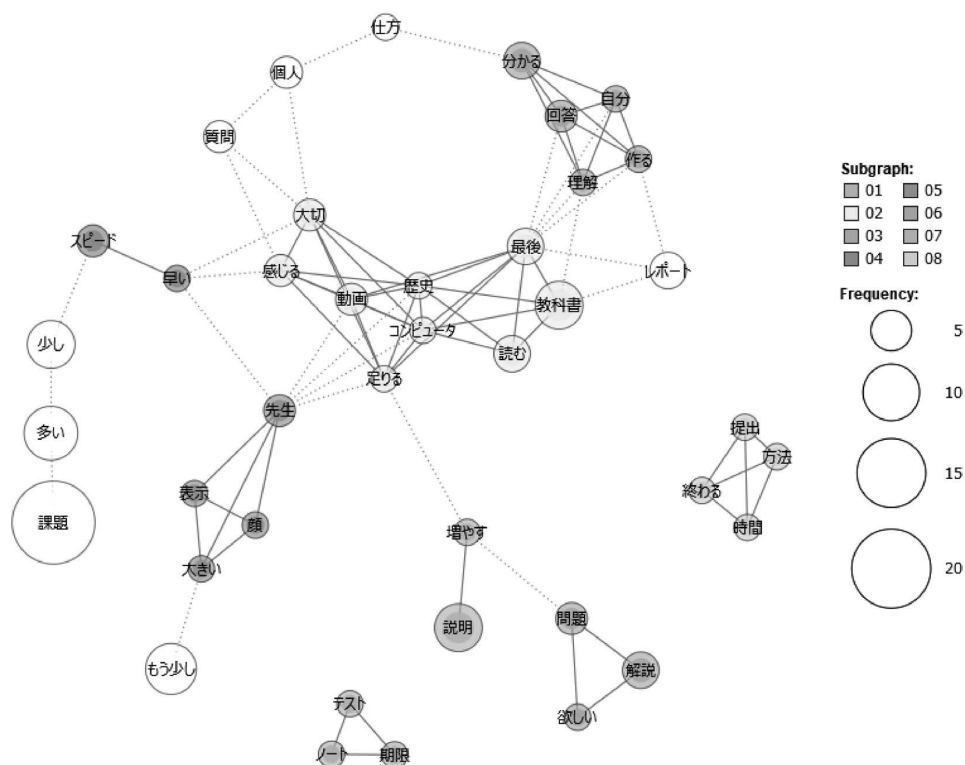 仕方
分かる
個人
自分
回答
質問
作る
理解
Subgraph:
01 05
02 06
03 07
04 08
大切
スピード
最後
感じる
レポート
早い
歴史
動画
教科書
Frequency:
5
コンピュータ
少し
読む
足りる
10
先生
提出
多い
方法
15
表示
終わる
課題
顔
時間
増やす
大きい
20
問題
説明
もう少し
解説
テスト
欲しい
ノート
期限